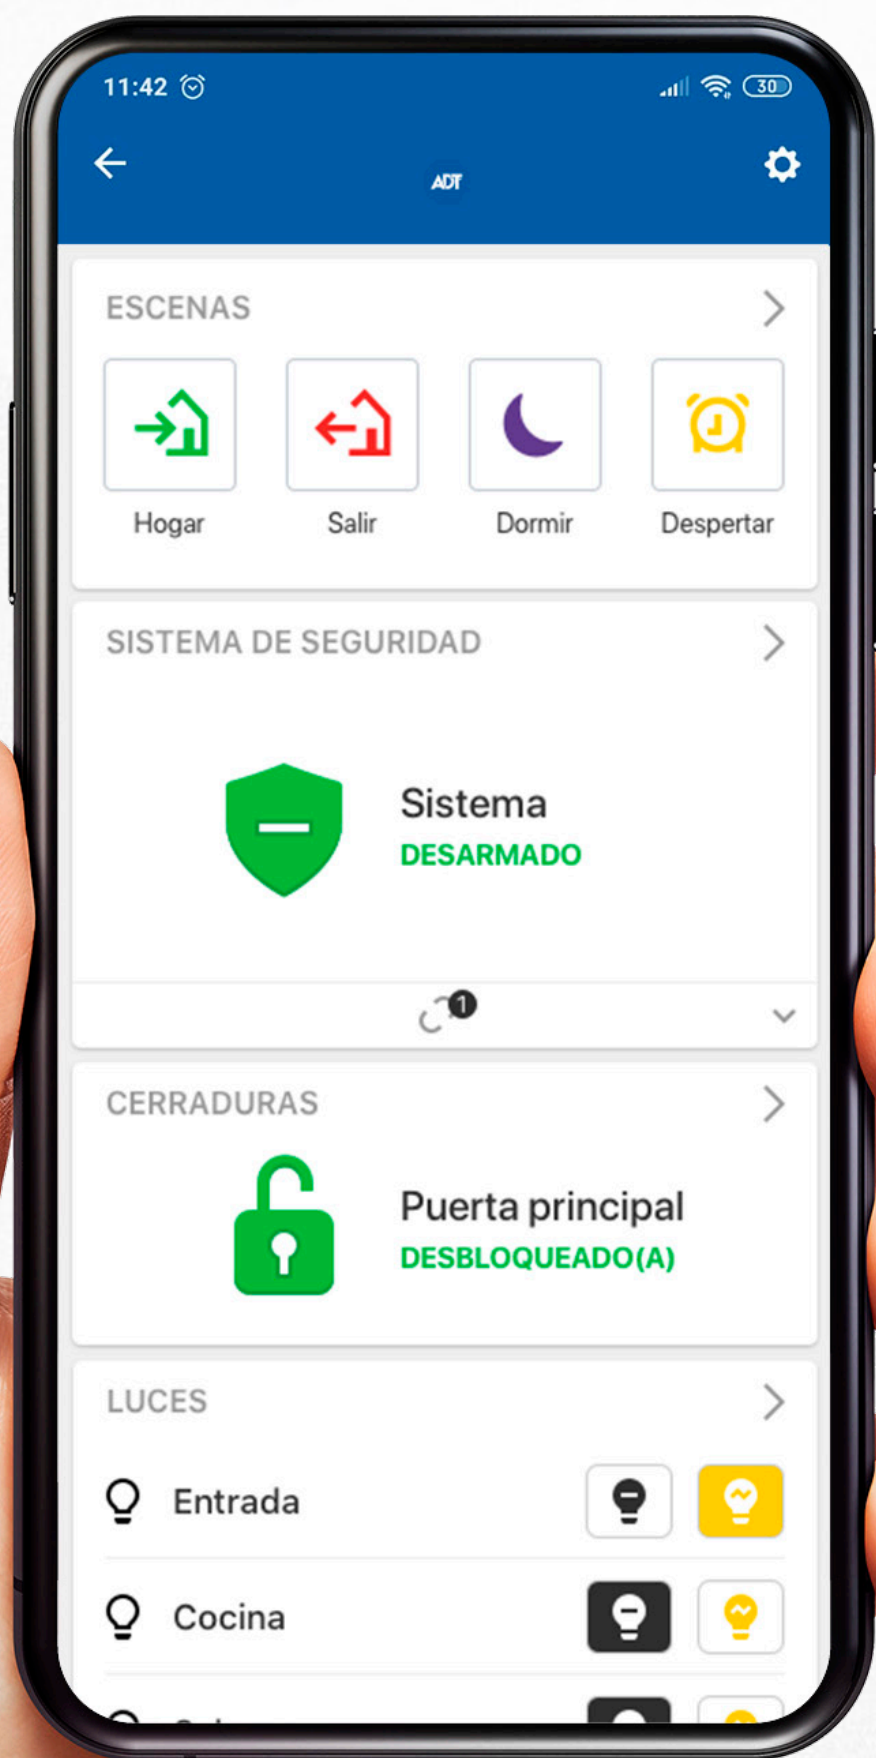 11:42
30
ADT
ESCENAS
Hogar Salir Dormir Despertar
SISTEMA DE SEGURIDAD
Sistema
DESARMADO
1
CERRADURAS
Puerta principal
DESBLOQUEADO(A)
LUCES
Entrada
Cocina